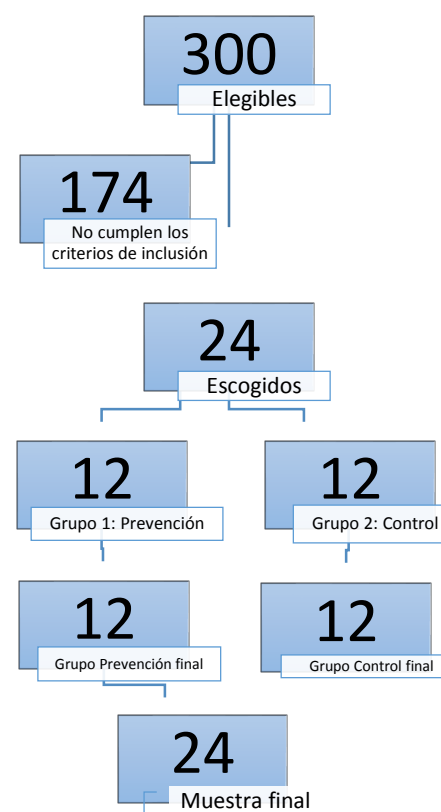 300
Elegibles
174
No cumplen los
criterios de inclusión
24
Escogidos
12
Grupo 1: Prevención
12
Grupo 2: Control
12
Grupo Prevención final
12
Grupo Control final
24
Muestra final